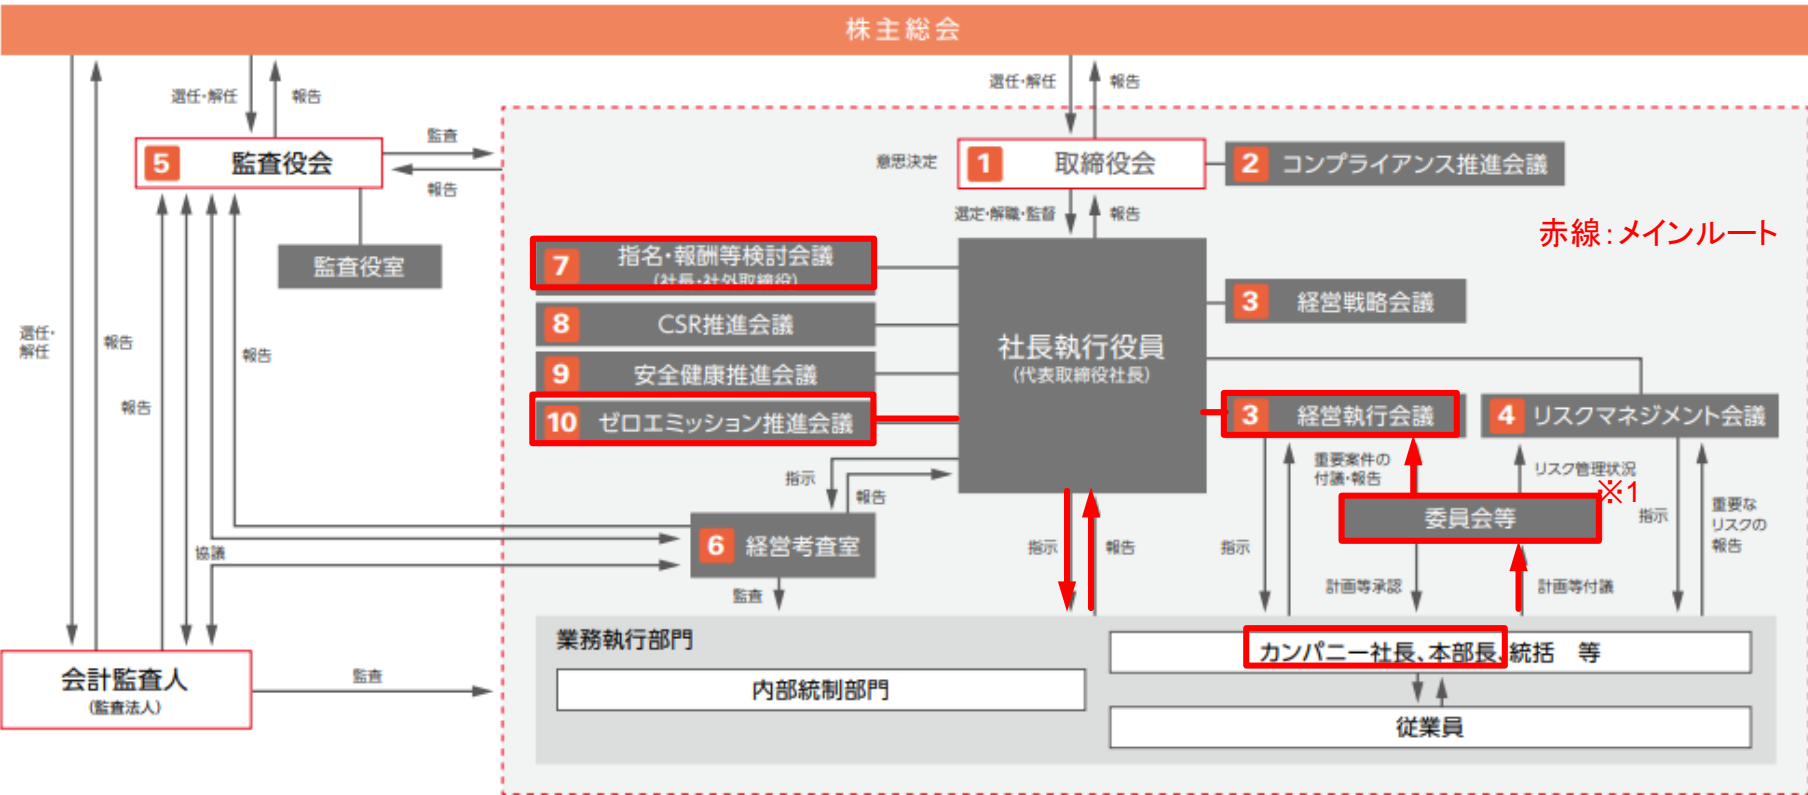 株主総会
選任・解任
報告
選任・解任
報告
監査
5 監査役会
報告
意思決定
1 取締役会
2 コンプライアンス推進会議
選定・解職・監督
報告
監査役室
赤線：メインルート
7 指名・報酬等検討会議
（社長・社外取締役）
8 CSR推進会議
9 安全健康推進会議
10 ゼロエミッション推進会議
社長執行役員
（代表取締役社長）
3 経営戦略会議
3 経営執行会議
4 リスクマネジメント会議
選任・
解任
報告
報告
報告
指示
報告
重要案件の
付議・報告
リスク管理状況
※1
委員会等
指示
重要な
リスクの
報告
6 経営考査室
協議
指示
報告
指示
監査
計画等承認
計画等付議
業務執行部門
カンパニー社長、本部長、統括　等
内部統制部門
従業員
会計監査人
（監査法人）
監査